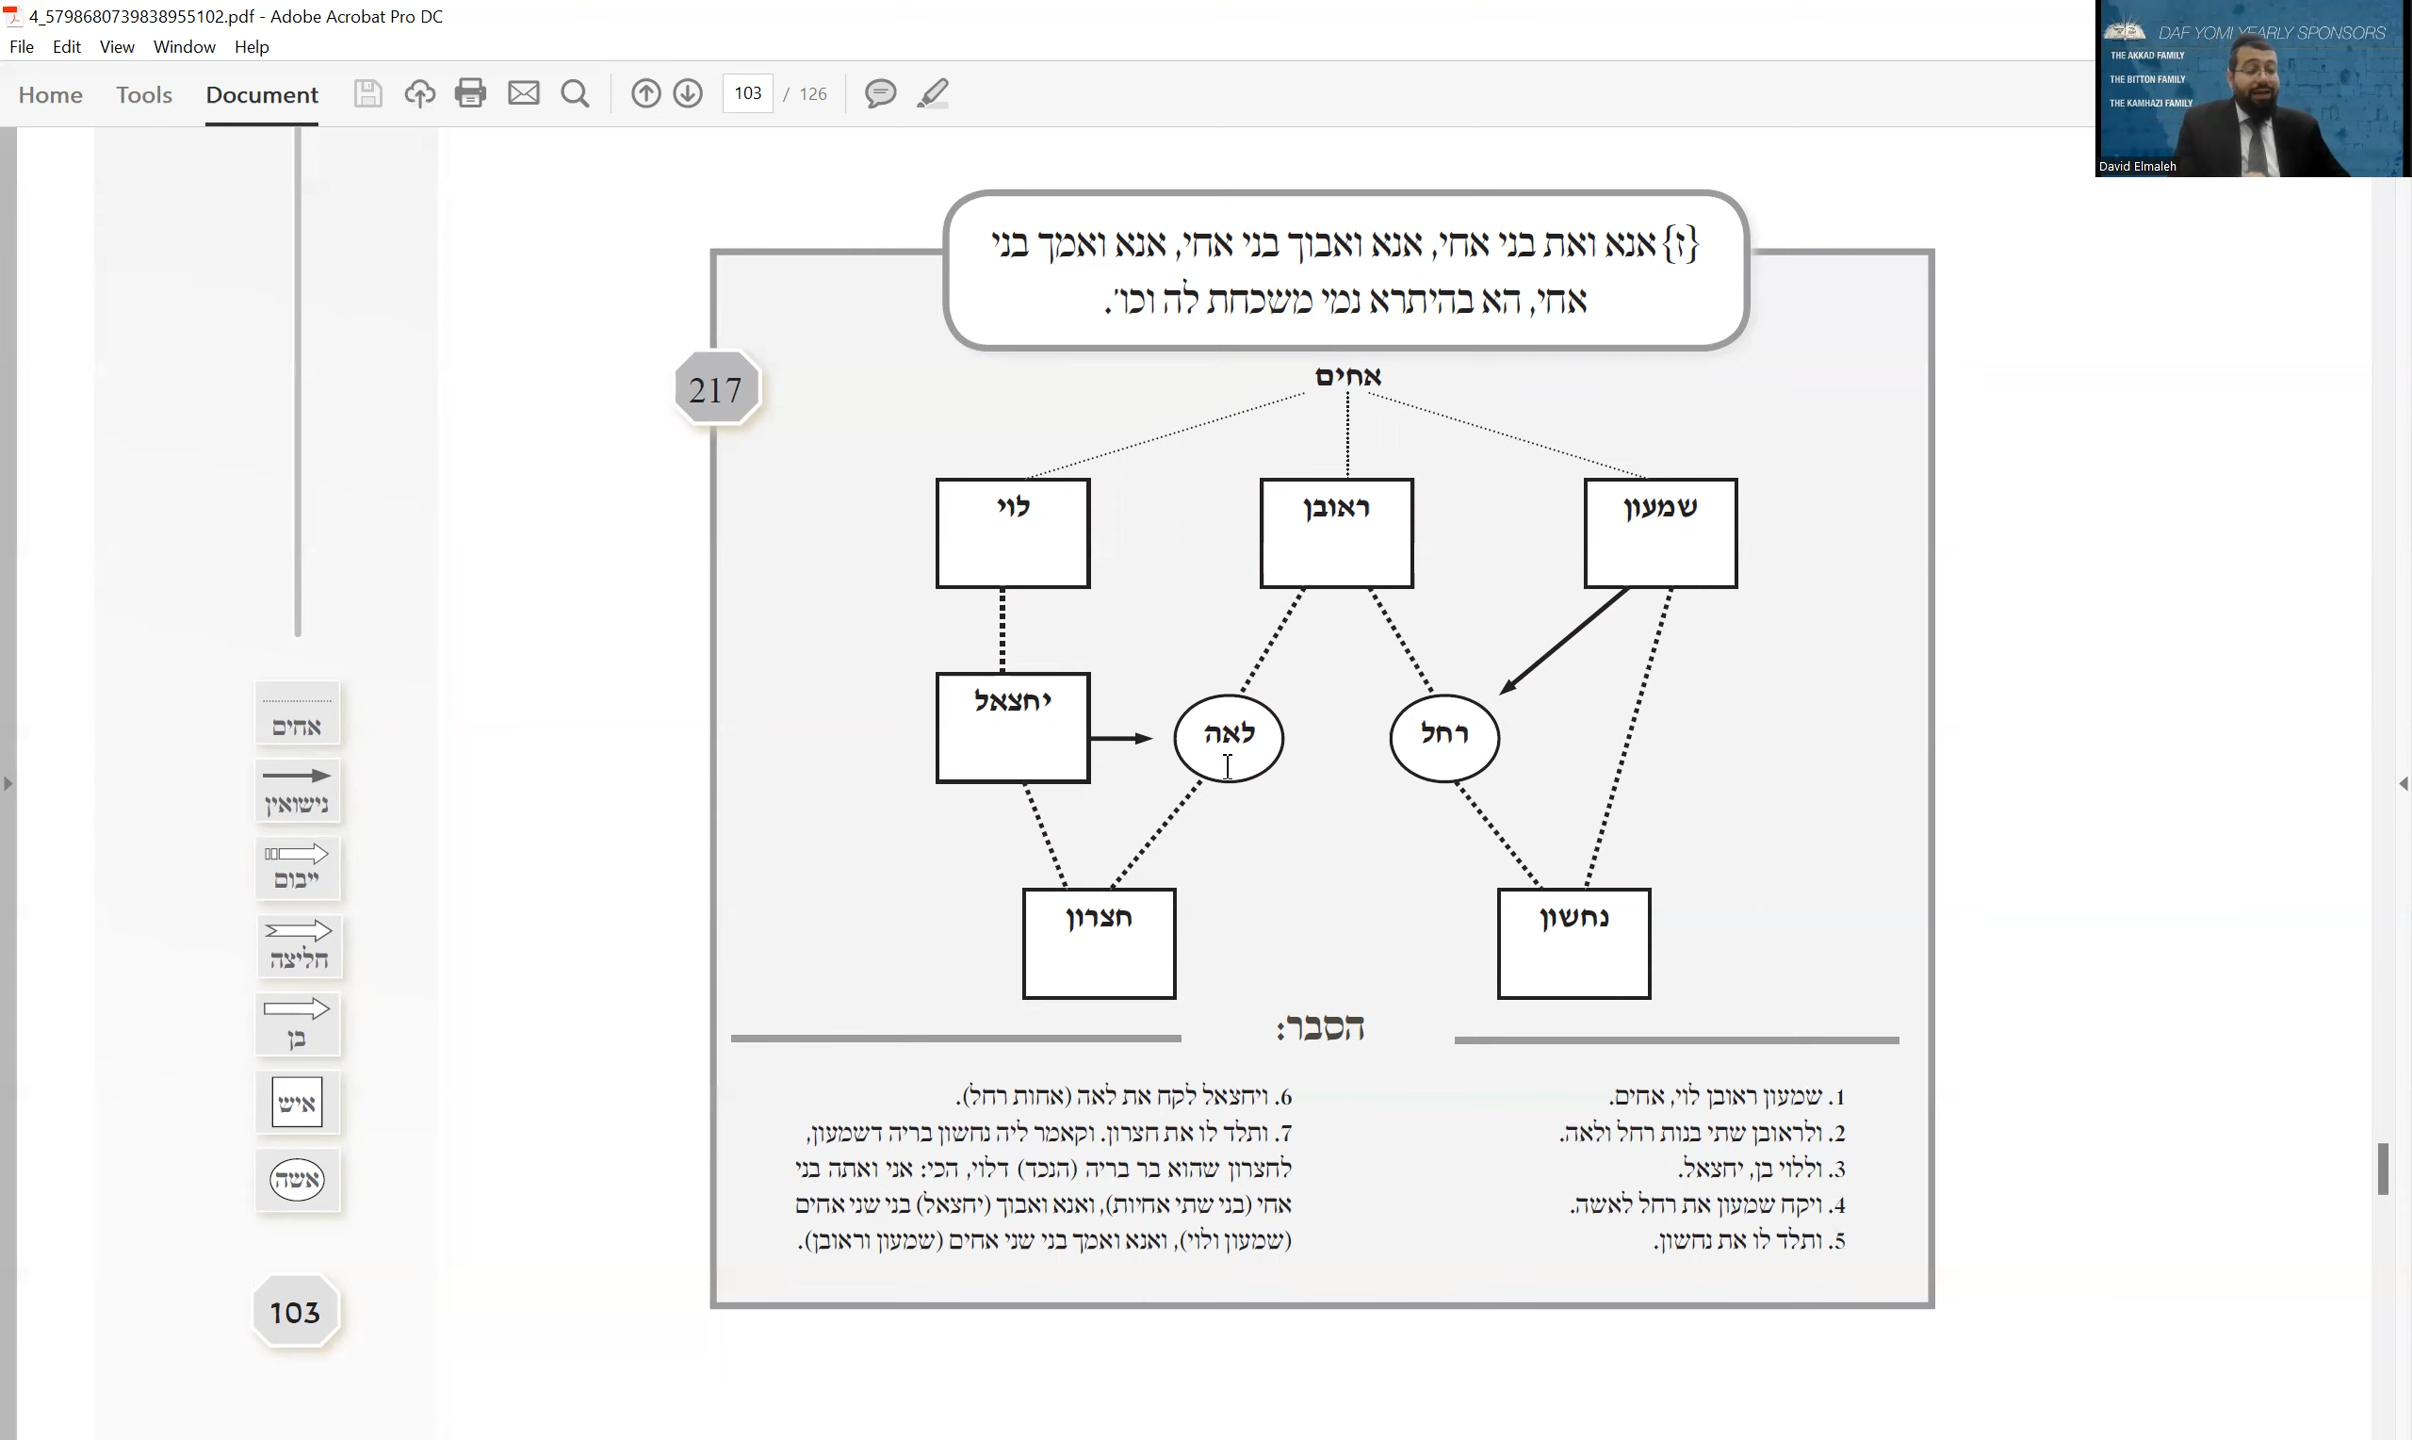 4_5798680739838955102.pdf - Adobe Acrobat Pro DC
File Edit View Window Help
Home Tools Document 103 / 126
DAF YOMI YEARLY SPONSORS
THE AKKAD FAMILY
THE BITTON FAMILY
THE KAMHAZI FAMILY
David Elmaleh
{ז} אנא ואת בני אחי, אנא ואבוך בני אחי, אנא ואמך בני
אחי, הא בהיתרא נמי משכחת לה וכו'.
217
אחים
שמעון
ראובן
לוי
יחצאל
לאה
רחל
חצרון
נחשון
הסבר:
1. שמעון ראובן לוי, אחים.
2. ולראובן שתי בנות רחל ולאה.
3. וללוי בן, יחצאל.
4. ויקח שמעון את רחל לאשה.
5. ותלד לו את נחשון.
6. ויחצאל לקח את לאה (אחות רחל).
7. ותלד לו את חצרון. וקאמר ליה נחשון בריה דשמעון,
לחצרון שהוא בר בריה (הנכד) דלוי, הכי: אני ואתה בני
אחי (בני שתי אחיות), ואנא ואבוך (יחצאל) בני שני אחים
(שמעון ולוי), ואנא ואמך בני שני אחים (שמעון וראובן).
אחים
נישואין
ייבום
חליצה
בן
איש
אשה
103